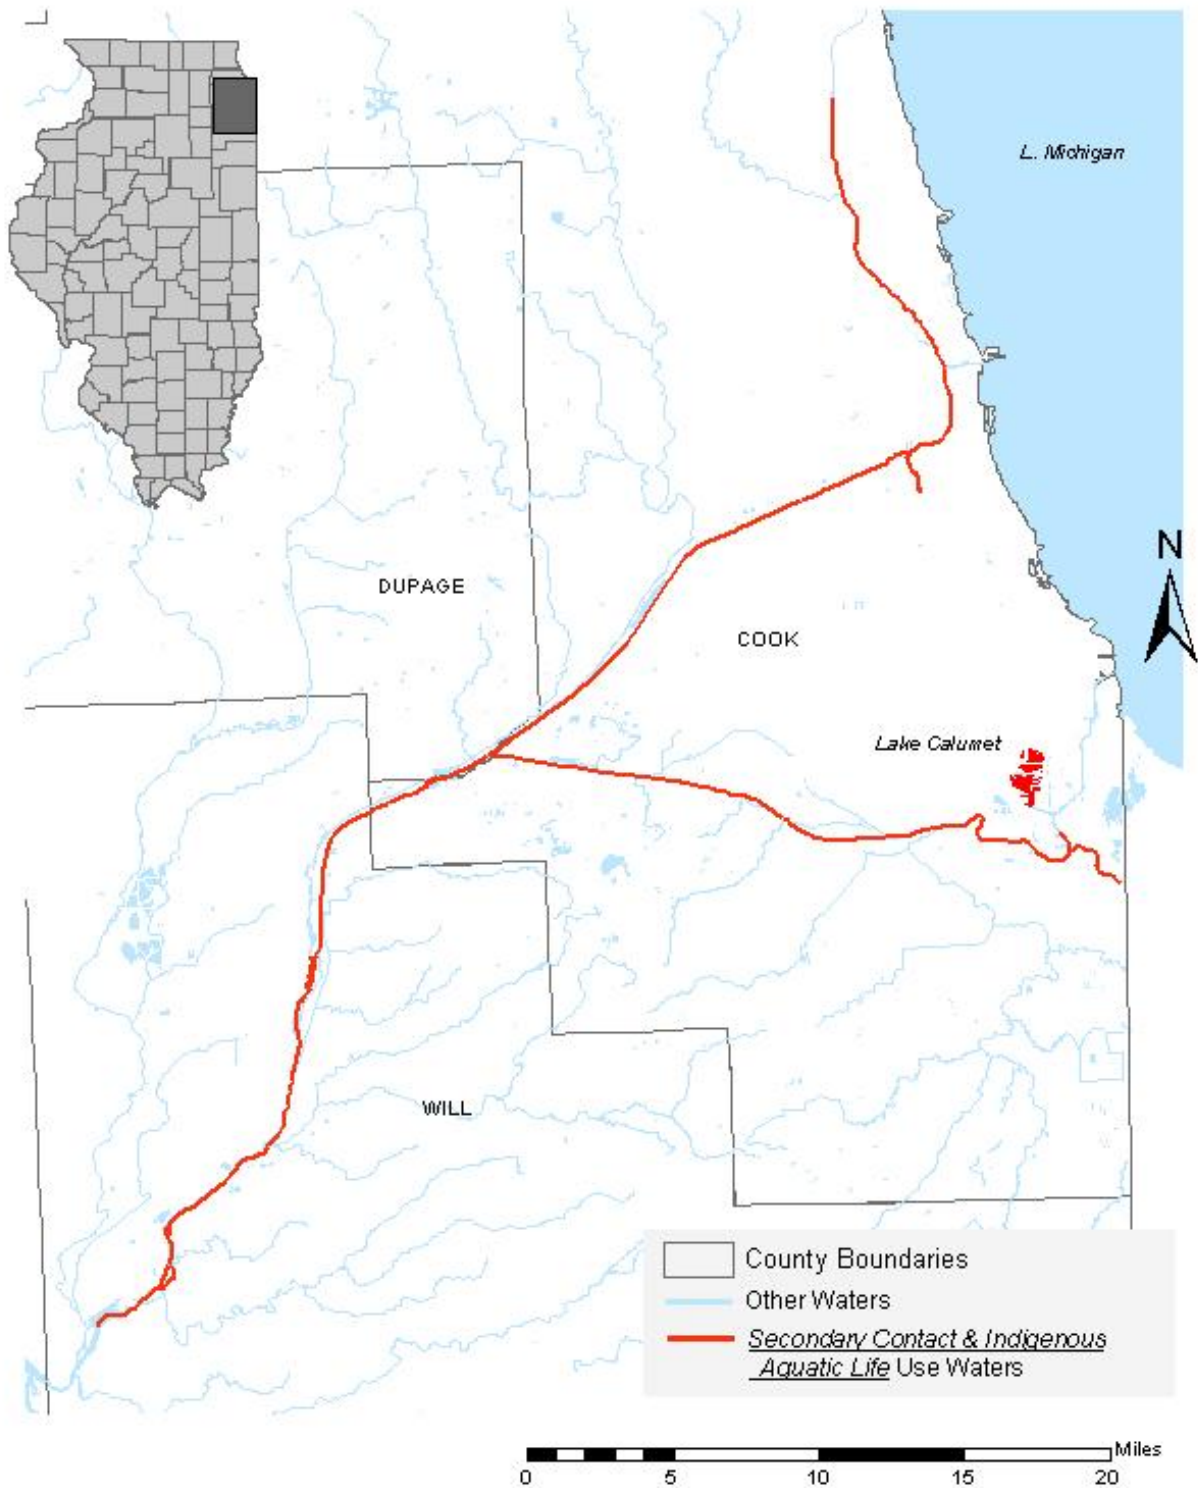 L. Michigan
N
DUPAGE
COOK
Lake Calumet
WILL
County Boundaries
Other Waters
Secondary Contact & Indigenous
Aquatic Life Use Waters
Miles
0 5 10 15 20